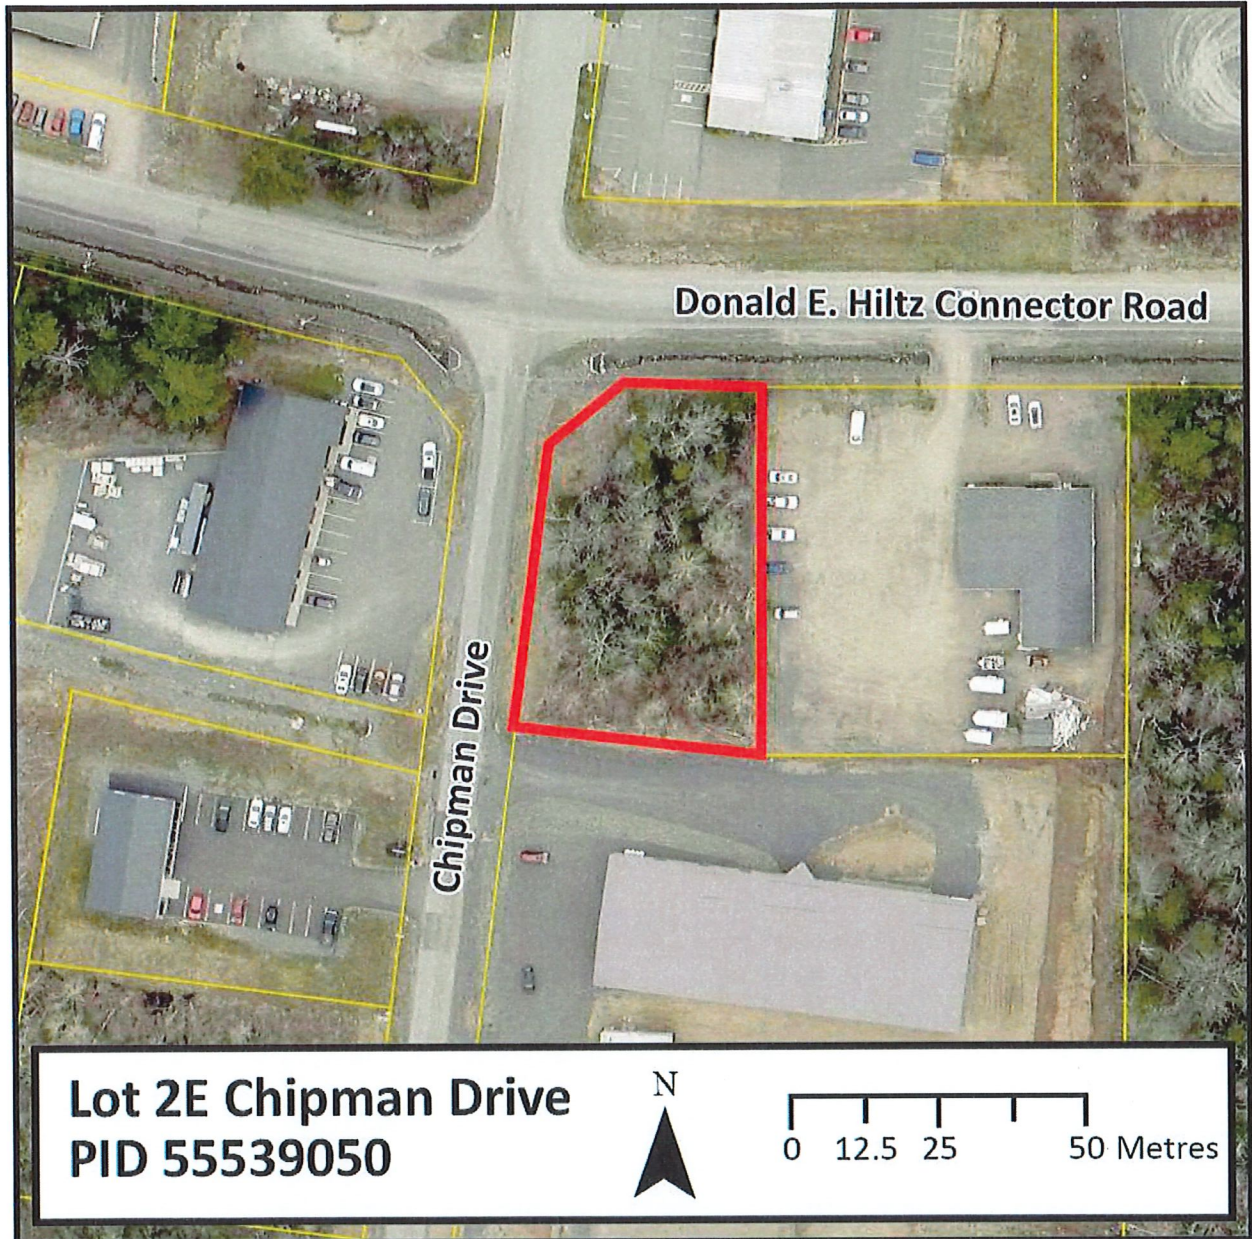 Donald E. Hiltz Connector Road
Chipman Drive
Lot 2E Chipman Drive
PID 55539050
N
0 12.5 25 50 Metres